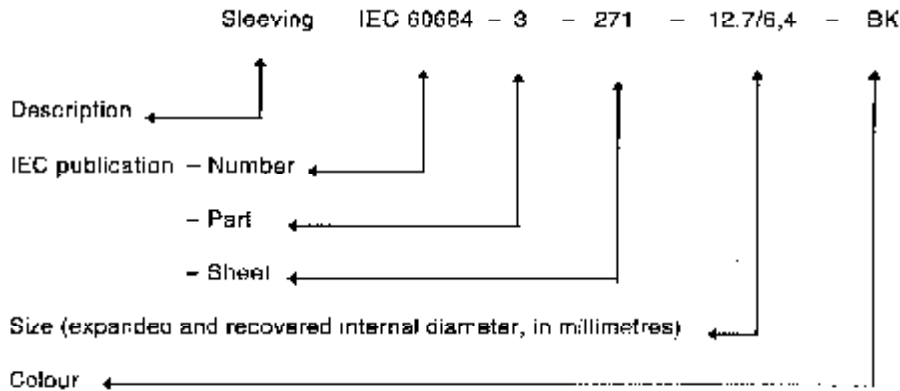 Sleeving IEC 60684 – 3 – 271 – 12.7/6,4 – BK
Description
IEC publication – Number
– Part
– Sheet
Size (expanded and recovered internal diameter, in millimetres)
Colour